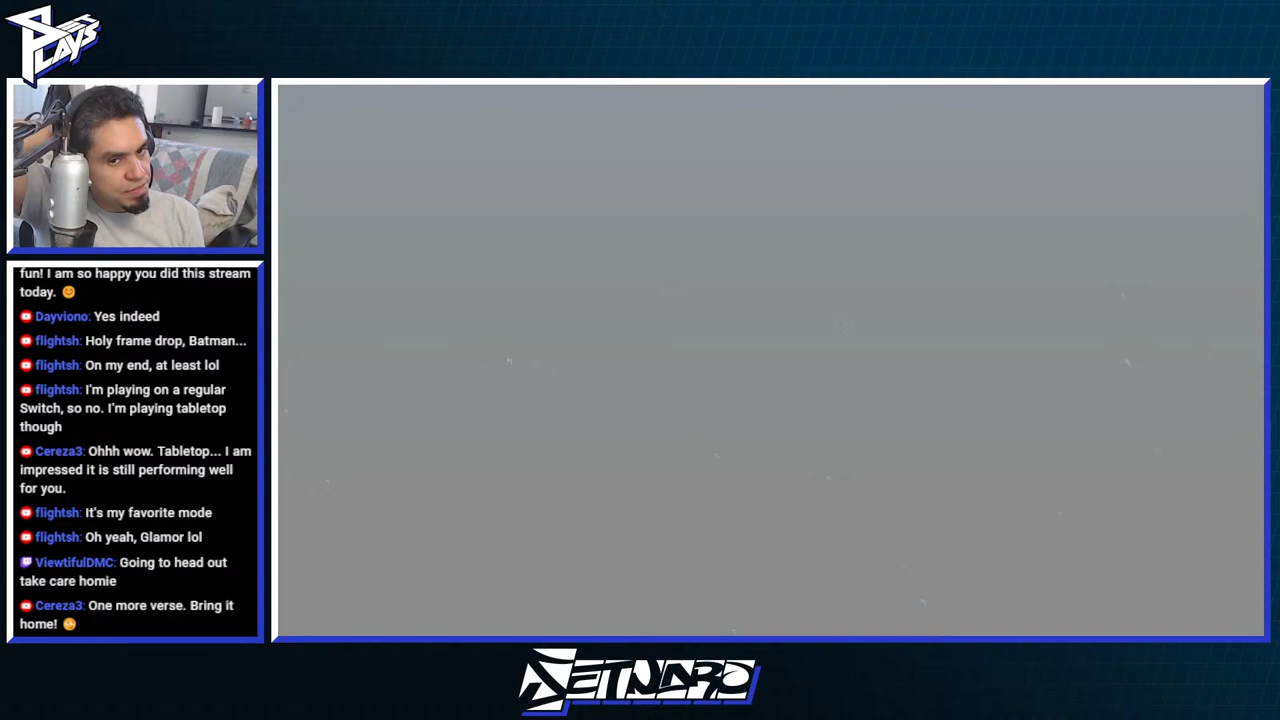 SET
PLAYS
fun! I am so happy you did this stream
today. 😊
Dayviono: Yes indeed
flightsh: Holy frame drop, Batman...
flightsh: On my end, at least lol
flightsh: I'm playing on a regular
Switch, so no. I'm playing tabletop
though
Cereza3: Ohhh wow. Tabletop... I am
impressed it is still performing well
for you.
flightsh: It's my favorite mode
flightsh: Oh yeah, Glamor lol
ViewtifulDMC: Going to head out
take care homie
Cereza3: One more verse. Bring it
home! 🙂
SETNARO